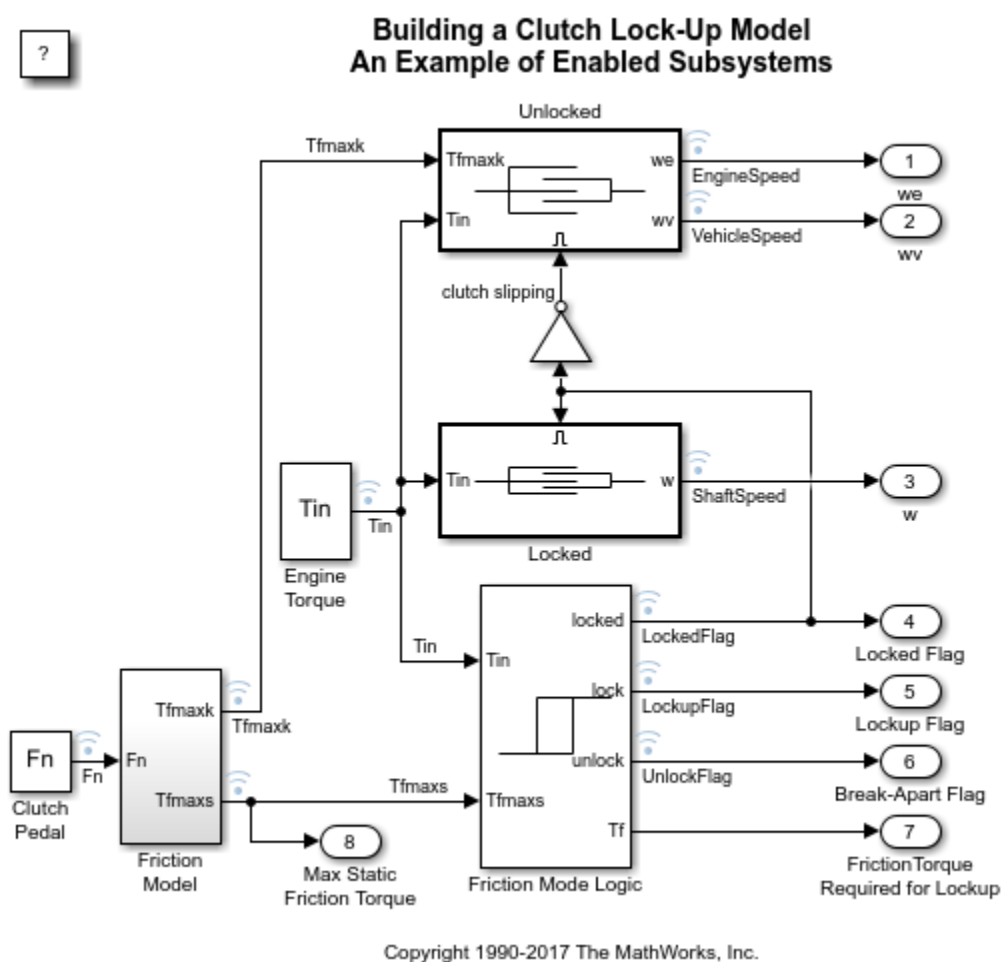 ?
Building a Clutch Lock-Up Model
An Example of Enabled Subsystems
Unlocked
Tfmaxk
Tfmaxk
we
EngineSpeed
1
we
Tin
wv
VehicleSpeed
2
wv
clutch slipping
Tin
Tin
Engine
Torque
Tin
w
ShaftSpeed
3
w
Locked
locked
LockedFlag
4
Locked Flag
Tin
Tin
lock
LockupFlag
5
Lockup Flag
unlock
UnlockFlag
6
Break-Apart Flag
Fn
Fn
Clutch
Pedal
Fn
Tfmaxk
Tfmaxk
Tfmaxs
Friction
Model
Tfmaxs
Tfmaxs
Tf
7
FrictionTorque
Required for Lockup
Friction Mode Logic
8
Max Static
Friction Torque
Copyright 1990-2017 The MathWorks, Inc.